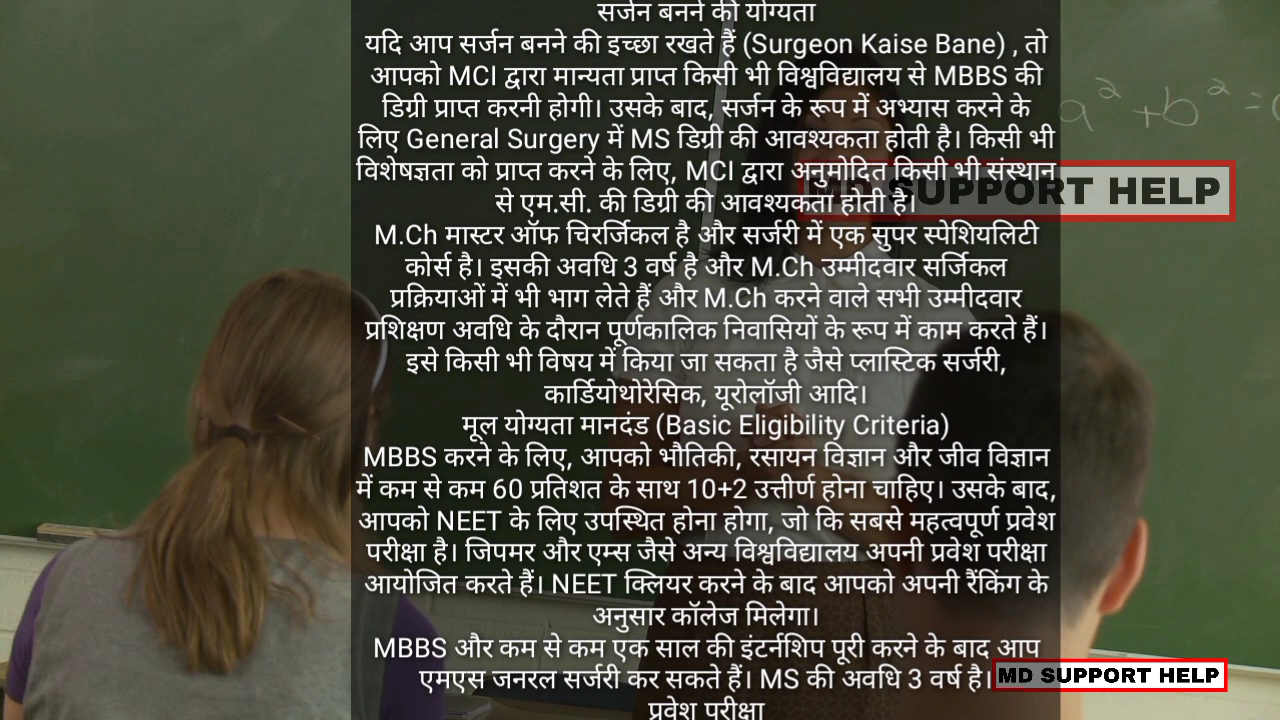 सर्जन बनने की योग्यता
यदि आप सर्जन बनने की इच्छा रखते हैं (Surgeon Kaise Bane) , तो
आपको MCI द्वारा मान्यता प्राप्त किसी भी विश्वविद्यालय से MBBS की
डिग्री प्राप्त करनी होगी। उसके बाद, सर्जन के रूप में अभ्यास करने के
लिए General Surgery में MS डिग्री की आवश्यकता होती है। किसी भी
विशेषज्ञता को प्राप्त करने के लिए, MCI द्वारा अनुमोदित किसी भी संस्थान
से एम.सी. की डिग्री की आवश्यकता होती है।
M.Ch मास्टर ऑफ चिरर्जिकल है और सर्जरी में एक सुपर स्पेशियलिटी
कोर्स है। इसकी अवधि 3 वर्ष है और M.Ch उम्मीदवार सर्जिकल
प्रक्रियाओं में भी भाग लेते हैं और M.Ch करने वाले सभी उम्मीदवार
प्रशिक्षण अवधि के दौरान पूर्णकालिक निवासियों के रूप में काम करते हैं।
इसे किसी भी विषय में किया जा सकता है जैसे प्लास्टिक सर्जरी,
कार्डियोथोरेसिक, यूरोलॉजी आदि।
मूल योग्यता मानदंड (Basic Eligibility Criteria)
MBBS करने के लिए, आपको भौतिकी, रसायन विज्ञान और जीव विज्ञान
में कम से कम 60 प्रतिशत के साथ 10+2 उत्तीर्ण होना चाहिए। उसके बाद,
आपको NEET के लिए उपस्थित होना होगा, जो कि सबसे महत्वपूर्ण प्रवेश
परीक्षा है। जिपमर और एम्स जैसे अन्य विश्वविद्यालय अपनी प्रवेश परीक्षा
आयोजित करते हैं। NEET क्लियर करने के बाद आपको अपनी रैंकिंग के
अनुसार कॉलेज मिलेगा।
MBBS और कम से कम एक साल की इंटर्नशिप पूरी करने के बाद आप
एमएस जनरल सर्जरी कर सकते हैं। MS की अवधि 3 वर्ष है।
प्रवेश परीक्षा
a² + b² =
MD SUPPORT HELP
MD SUPPORT HELP